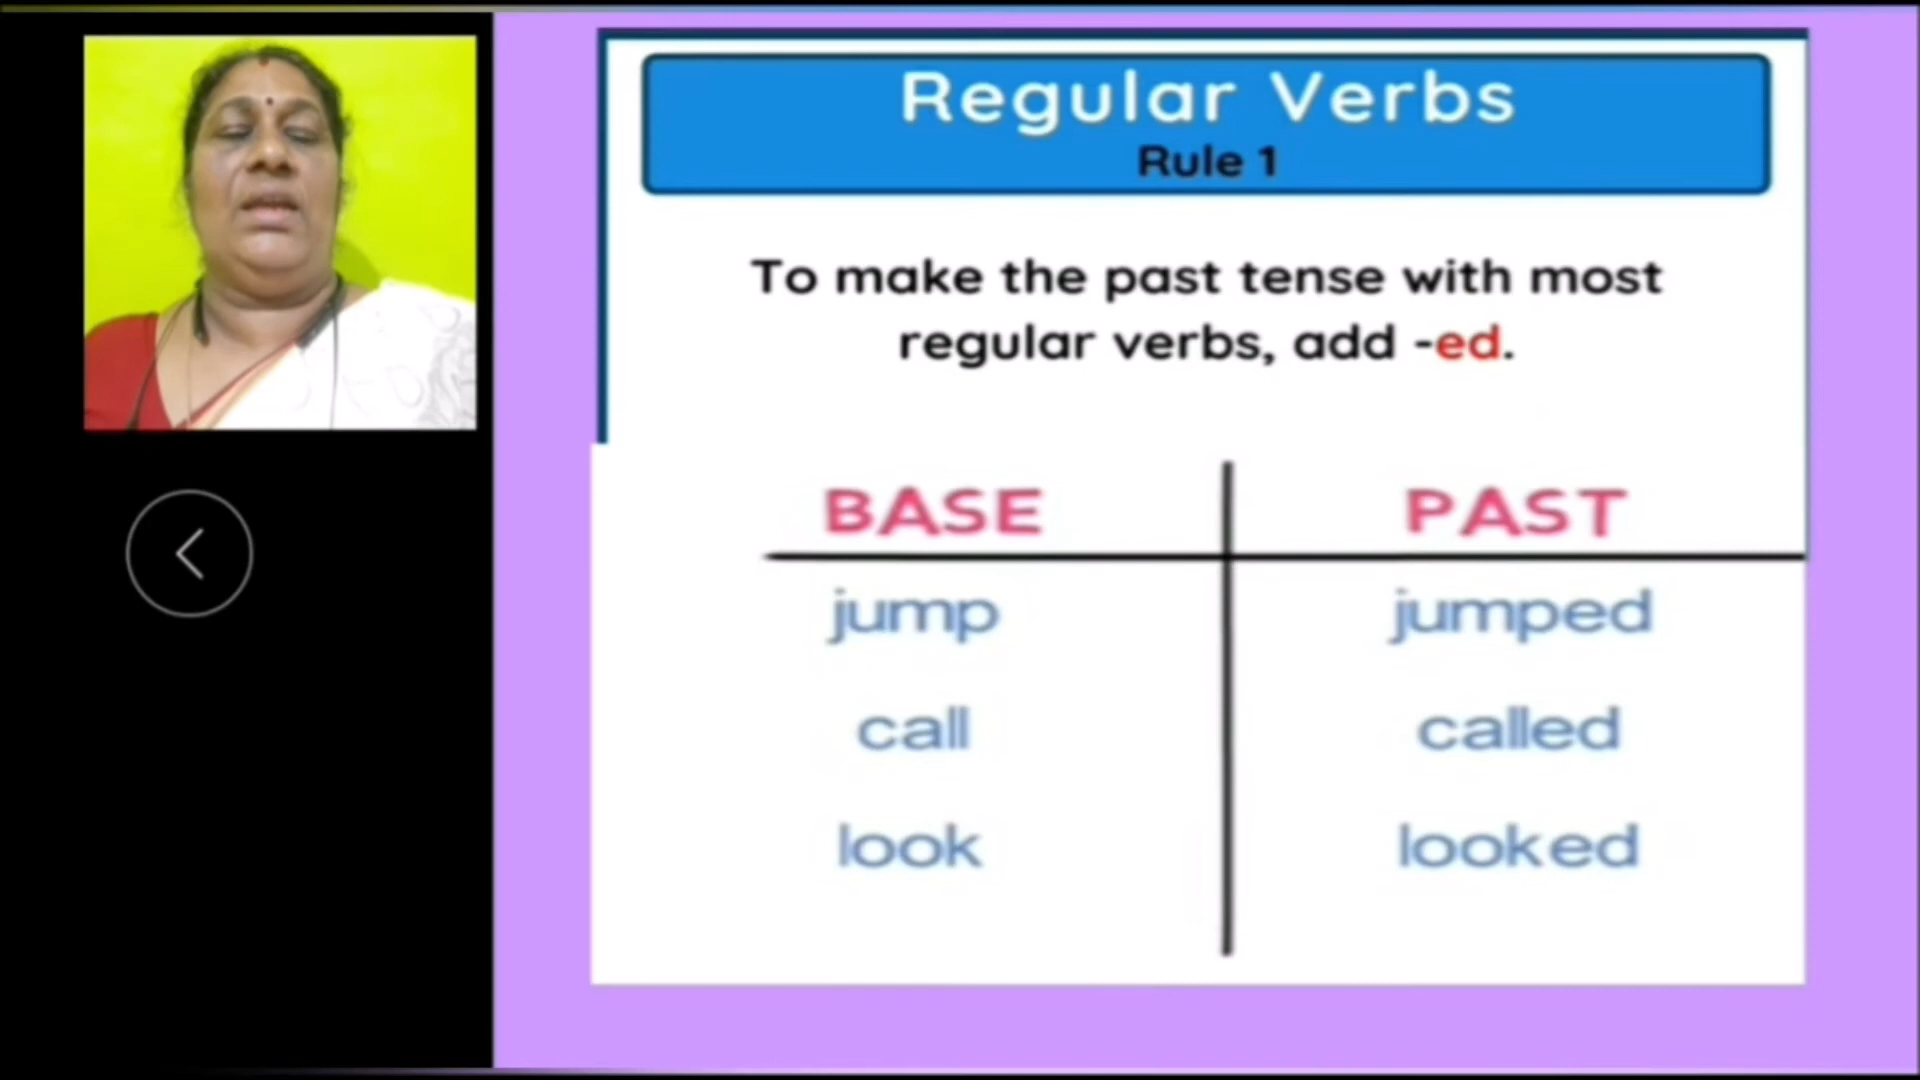 Regular Verbs
Rule 1
To make the past tense with most
regular verbs, add -ed.
BASE PAST
jump jumped
call called
look looked